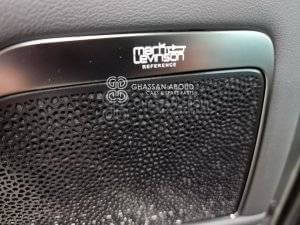 mark
Levinson
REFERENCE
GHASSAN ABOUD
CARS & SPARE PARTS